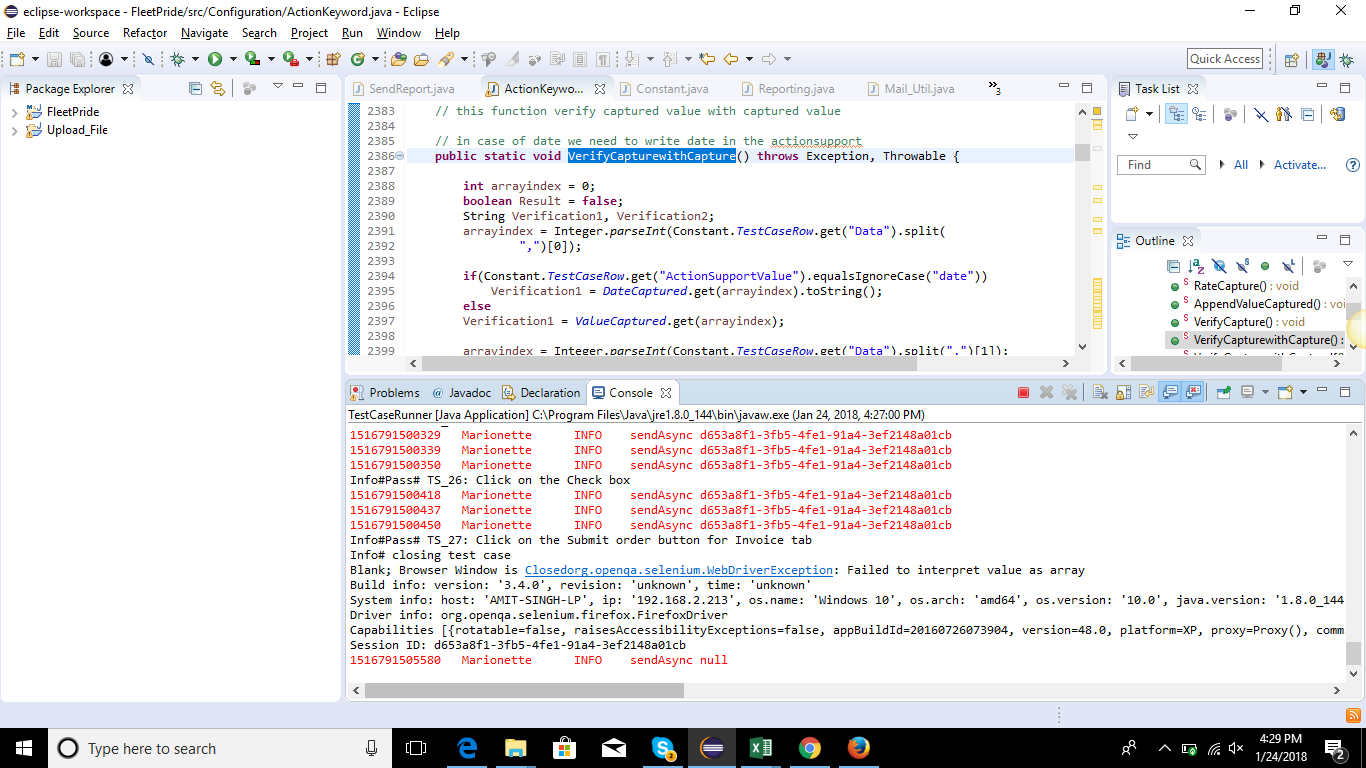 eclipse-workspace - FleetPride/src/Configuration/ActionKeyword.java - Eclipse
File Edit Source Refactor Navigate Search Project Run Window Help
Quick Access
Package Explorer
FleetPride
Upload_File
SendReport.java ActionKeywo... Constant.java Reporting.java Mail_Util.java »3
2383 // this function verify captured value with captured value
2384
2385 // in case of date we need to write date in the actionsupport
2386 public static void VerifyCapturewithCapture() throws Exception, Throwable {
2387
2388 int arrayindex = 0;
2389 boolean Result = false;
2390 String Verification1, Verification2;
2391 arrayindex = Integer.parseInt(Constant.TestCaseRow.get("Data").split(
2392 ",")[0]);
2393
2394 if(Constant.TestCaseRow.get("ActionSupportValue").equalsIgnoreCase("date"))
2395 Verification1 = DateCaptured.get(arrayindex).toString();
2396 else
2397 Verification1 = ValueCaptured.get(arrayindex);
2398
2399 arrayindex = Integer.parseInt(Constant.TestCaseRow.get("Data").split(",")[1]);
Task List
Find All Activate...
Outline
RateCapture() : void
AppendValueCaptured() : voi
VerifyCapture() : void
VerifyCapturewithCapture() :
Problems @ Javadoc Declaration Console
TestCaseRunner [Java Application] C:\Program Files\Java\jre1.8.0_144\bin\javaw.exe (Jan 24, 2018, 4:27:00 PM)
1516791500329 Marionette INFO sendAsync d653a8f1-3fb5-4fe1-91a4-3ef2148a01cb
1516791500339 Marionette INFO sendAsync d653a8f1-3fb5-4fe1-91a4-3ef2148a01cb
1516791500350 Marionette INFO sendAsync d653a8f1-3fb5-4fe1-91a4-3ef2148a01cb
Info#Pass# TS_26: Click on the Check box
1516791500418 Marionette INFO sendAsync d653a8f1-3fb5-4fe1-91a4-3ef2148a01cb
1516791500437 Marionette INFO sendAsync d653a8f1-3fb5-4fe1-91a4-3ef2148a01cb
1516791500450 Marionette INFO sendAsync d653a8f1-3fb5-4fe1-91a4-3ef2148a01cb
Info#Pass# TS_27: Click on the Submit order button for Invoice tab
Info# closing test case
Blank; Browser Window is Closedorg.openqa.selenium.WebDriverException: Failed to interpret value as array
Build info: version: '3.4.0', revision: 'unknown', time: 'unknown'
System info: host: 'AMIT-SINGH-LP', ip: '192.168.2.213', os.name: 'Windows 10', os.arch: 'amd64', os.version: '10.0', java.version: '1.8.0_144
Driver info: org.openqa.selenium.firefox.FirefoxDriver
Capabilities [{rotatable=false, raisesAccessibilityExceptions=false, appBuildId=20160726073904, version=48.0, platform=XP, proxy=Proxy(), comm
Session ID: d653a8f1-3fb5-4fe1-91a4-3ef2148a01cb
1516791505580 Marionette INFO sendAsync null
Type here to search
4:29 PM
1/24/2018
2